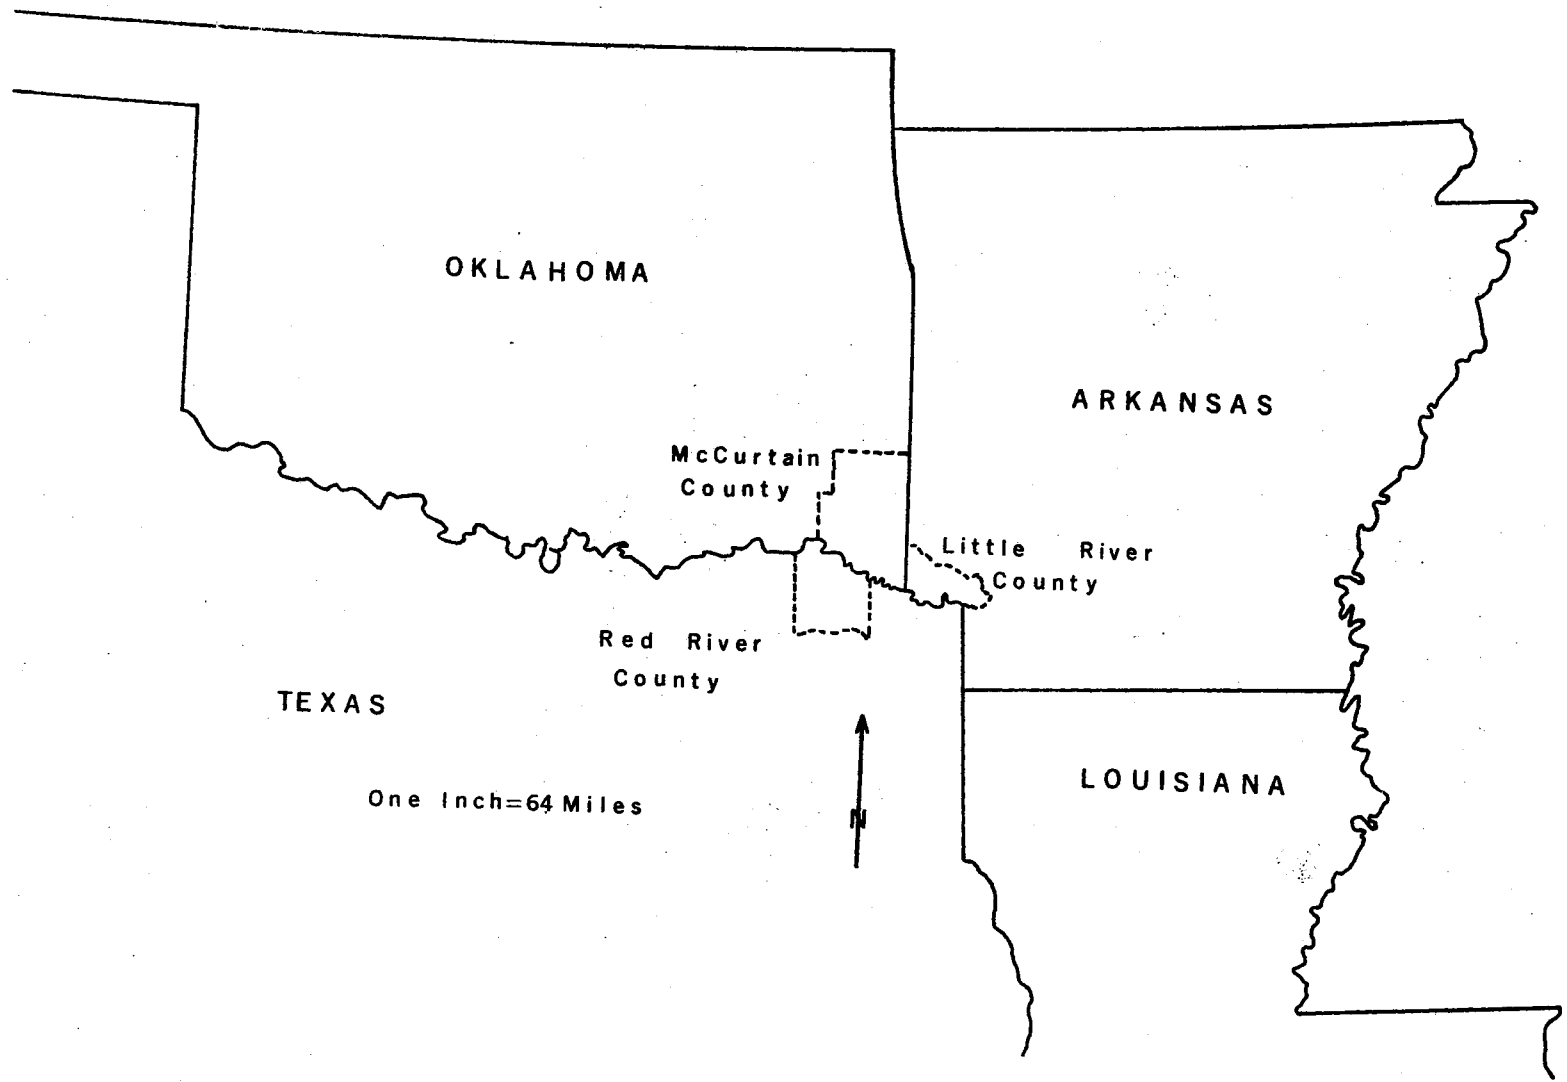 OKLAHOMA
ARKANSAS
McCurtain
County
Little River
County
Red River
County
TEXAS
LOUISIANA
One Inch=64 Miles
N